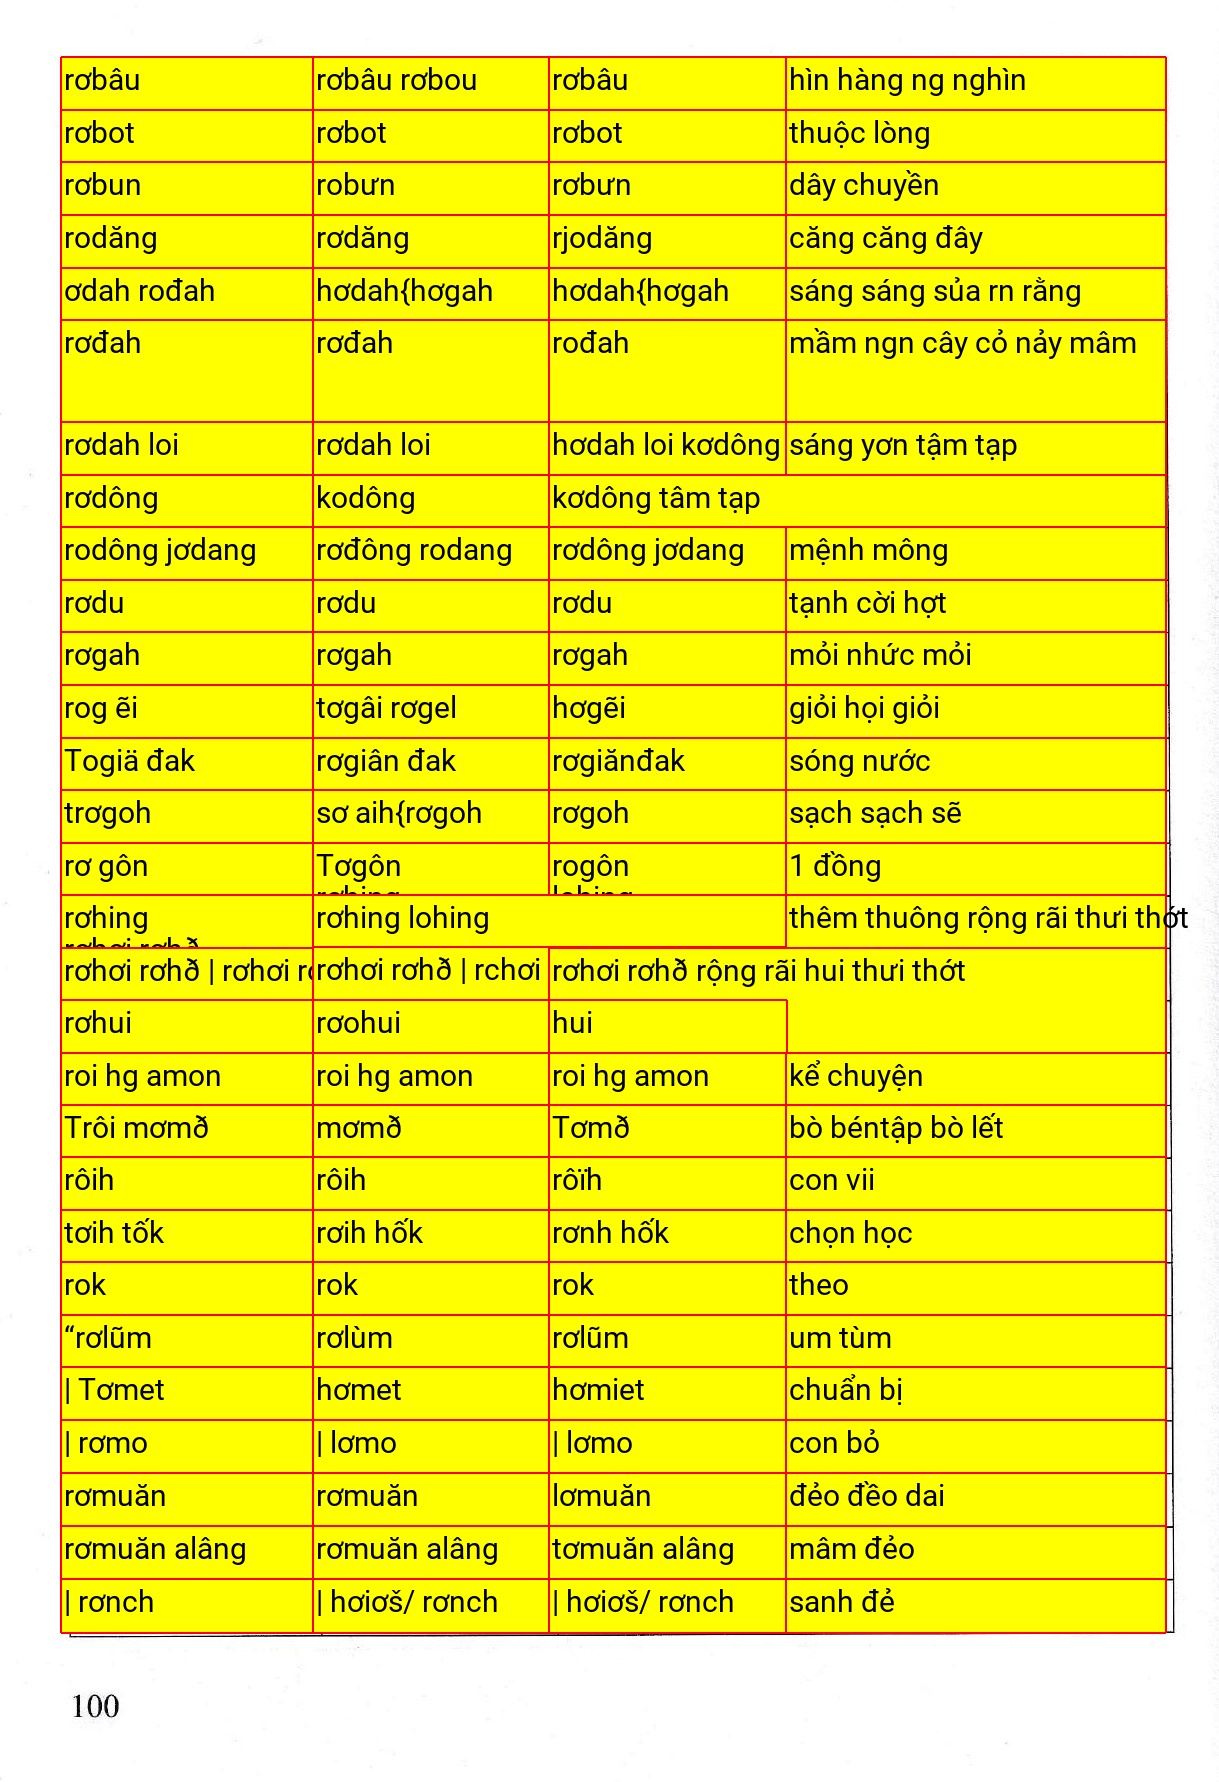 rơbâu rơbâu rơbou rơbâu hìn hàng ng nghìn
rơbot rơbot rơbot thuộc lòng
rơbun robưn rơbưn dây chuyền
rodăng rơdăng rjodăng căng căng đây
ơdah rođah hơdah{hơgah hơdah{hơgah sáng sáng sủa rn rằng
rơđah rơđah rođah mầm ngn cây cỏ nảy mâm
rơdah loi rơdah loi hơdah loi kơdông sáng yơn tậm tạp
rơdông kodông kơdông tâm tạp
rodông jơdang rơđông rodang rơdông jơdang mệnh mông
rơdu rơdu rơdu tạnh cời hợt
rơgah rơgah rơgah mỏi nhức mỏi
rog ẽi tơgâi rơgel hơgẽi giỏi họi giỏi
Togiä đak rơgiân đak rơgiănđak sóng nước
trơgoh sơ aih{rơgoh rơgoh sạch sạch sẽ
rơ gôn Tơgôn rogôn 1 đồng
rơhing rơhing lohing thêm thuông rộng rãi thưi thớt
rơhơi rơhð | rơhơi rơhơi rơhð | rchơi rơhơi rơhð rộng rãi hui thưi thớt
rơhui rơohui hui
roi hg amon roi hg amon roi hg amon kể chuyện
Trôi mơmð mơmð Tơmð bò béntập bò lết
rôih rôih rôïh con vii
tơih tốk rơih hốk rơnh hốk chọn học
rok rok rok theo
“rơlũm rơlùm rơlũm um tùm
| Tơmet hơmet hơmiet chuẩn bị
| rơmo | lơmo | lơmo con bỏ
rơmuăn rơmuăn lơmuăn đẻo đềo dai
rơmuăn alâng rơmuăn alâng tơmuăn alâng mâm đẻo
| rơnch | hơiơš/ rơnch | hơiơš/ rơnch sanh đẻ
100